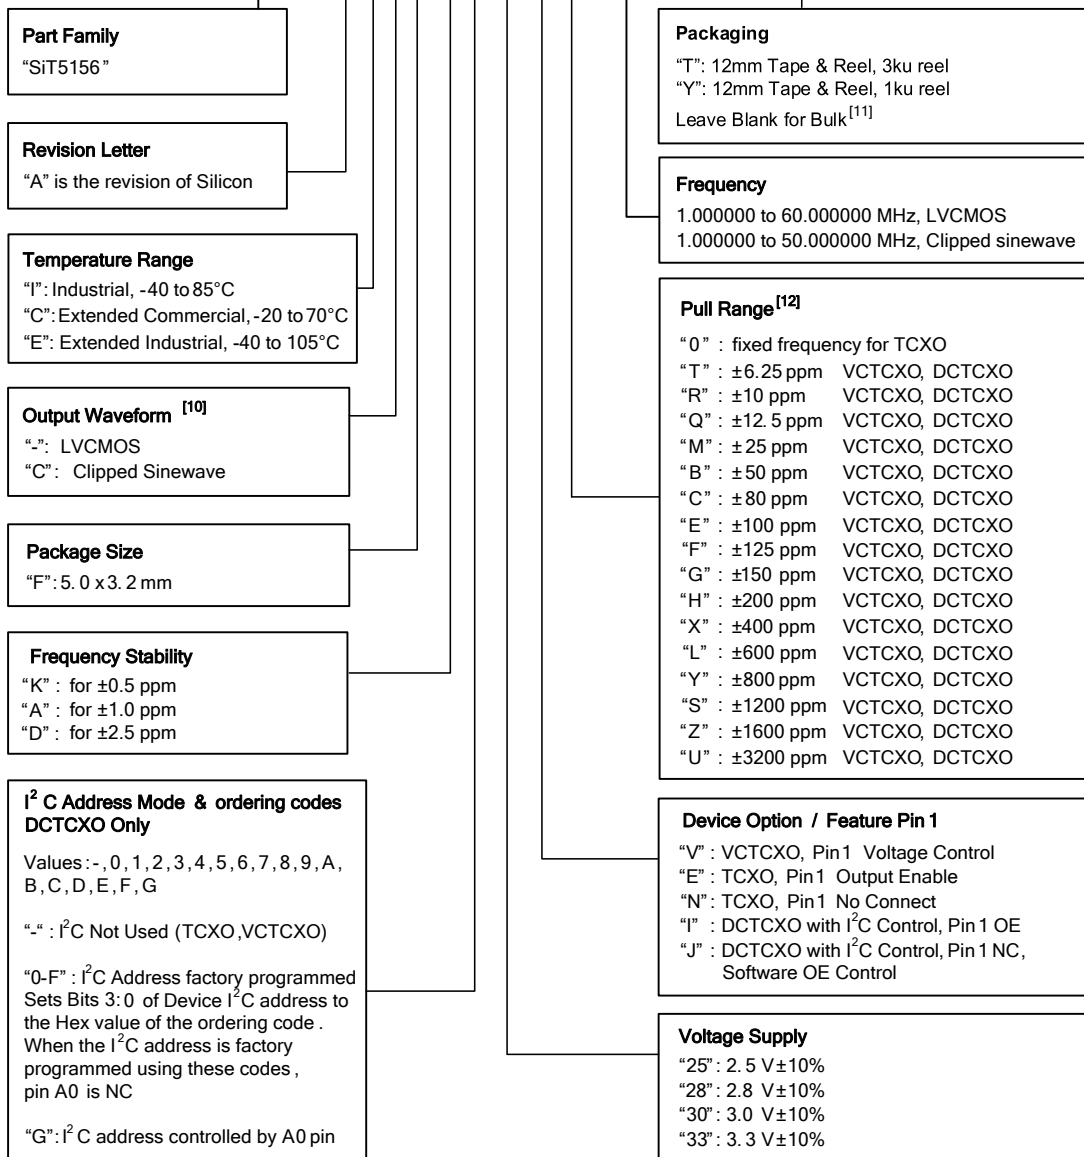 Part Family
“SiT5156”
Revision Letter
“A” is the revision of Silicon
Temperature Range
“I”: Industrial, -40 to 85°C
“C”: Extended Commercial, -20 to 70°C
“E”: Extended Industrial, -40 to 105°C
Output Waveform [10]
“-”: LVCMOS
“C”: Clipped Sinewave
Package Size
“F”: 5.0 x 3.2 mm
Frequency Stability
“K” : for ±0.5 ppm
“A” : for ±1.0 ppm
“D” : for ±2.5 ppm
I² C Address Mode & ordering codes
DCTCXO Only
Values : -, 0, 1, 2, 3, 4, 5, 6, 7, 8, 9, A,
B, C, D, E, F, G
“-“ : I²C Not Used (TCXO ,VCTCXO)
“0-F” : I²C Address factory programmed
Sets Bits 3:0 of Device I²C address to
the Hex value of the ordering code .
When the I²C address is factory
programmed using these codes ,
pin A0 is NC
“G”: I² C address controlled by A0 pin
Packaging
“T”: 12mm Tape & Reel, 3ku reel
“Y”: 12mm Tape & Reel, 1ku reel
Leave Blank for Bulk[11]
Frequency
1.000000 to 60.000000 MHz, LVCMOS
1.000000 to 50.000000 MHz, Clipped sinewave
Pull Range[12]
“0” : fixed frequency for TCXO
“T” : ±6.25 ppm VCTCXO, DCTCXO
“R” : ±10 ppm VCTCXO, DCTCXO
“Q” : ±12.5 ppm VCTCXO, DCTCXO
“M” : ±25 ppm VCTCXO, DCTCXO
“B” : ±50 ppm VCTCXO, DCTCXO
“C” : ±80 ppm VCTCXO, DCTCXO
“E” : ±100 ppm VCTCXO, DCTCXO
“F” : ±125 ppm VCTCXO, DCTCXO
“G” : ±150 ppm VCTCXO, DCTCXO
“H” : ±200 ppm VCTCXO, DCTCXO
“X” : ±400 ppm VCTCXO, DCTCXO
“L” : ±600 ppm VCTCXO, DCTCXO
“Y” : ±800 ppm VCTCXO, DCTCXO
“S” : ±1200 ppm VCTCXO, DCTCXO
“Z” : ±1600 ppm VCTCXO, DCTCXO
“U” : ±3200 ppm VCTCXO, DCTCXO
Device Option / Feature Pin 1
“V” : VCTCXO, Pin1 Voltage Control
“E” : TCXO, Pin1 Output Enable
“N” : TCXO, Pin1 No Connect
“I” : DCTCXO with I²C Control, Pin 1 OE
“J” : DCTCXO with I²C Control, Pin 1 NC,
Software OE Control
Voltage Supply
“25”: 2.5 V±10%
“28”: 2.8 V±10%
“30”: 3.0 V±10%
“33”: 3.3 V±10%